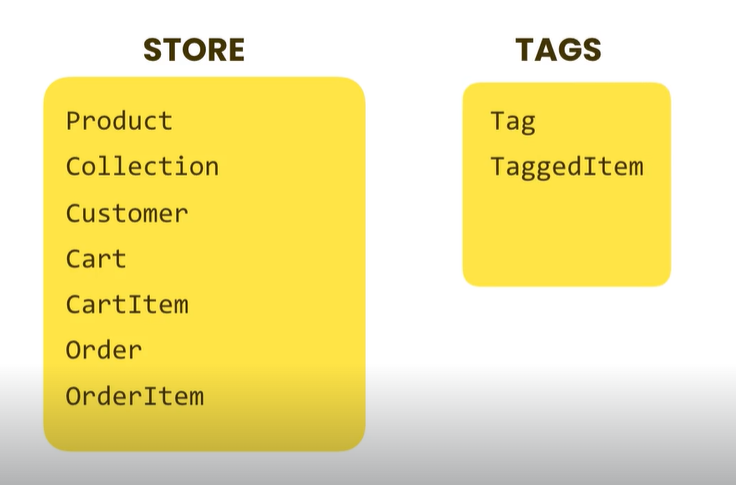 STORE
Product
Collection
Customer
Cart
CartItem
Order
OrderItem
TAGS
Tag
TaggedItem